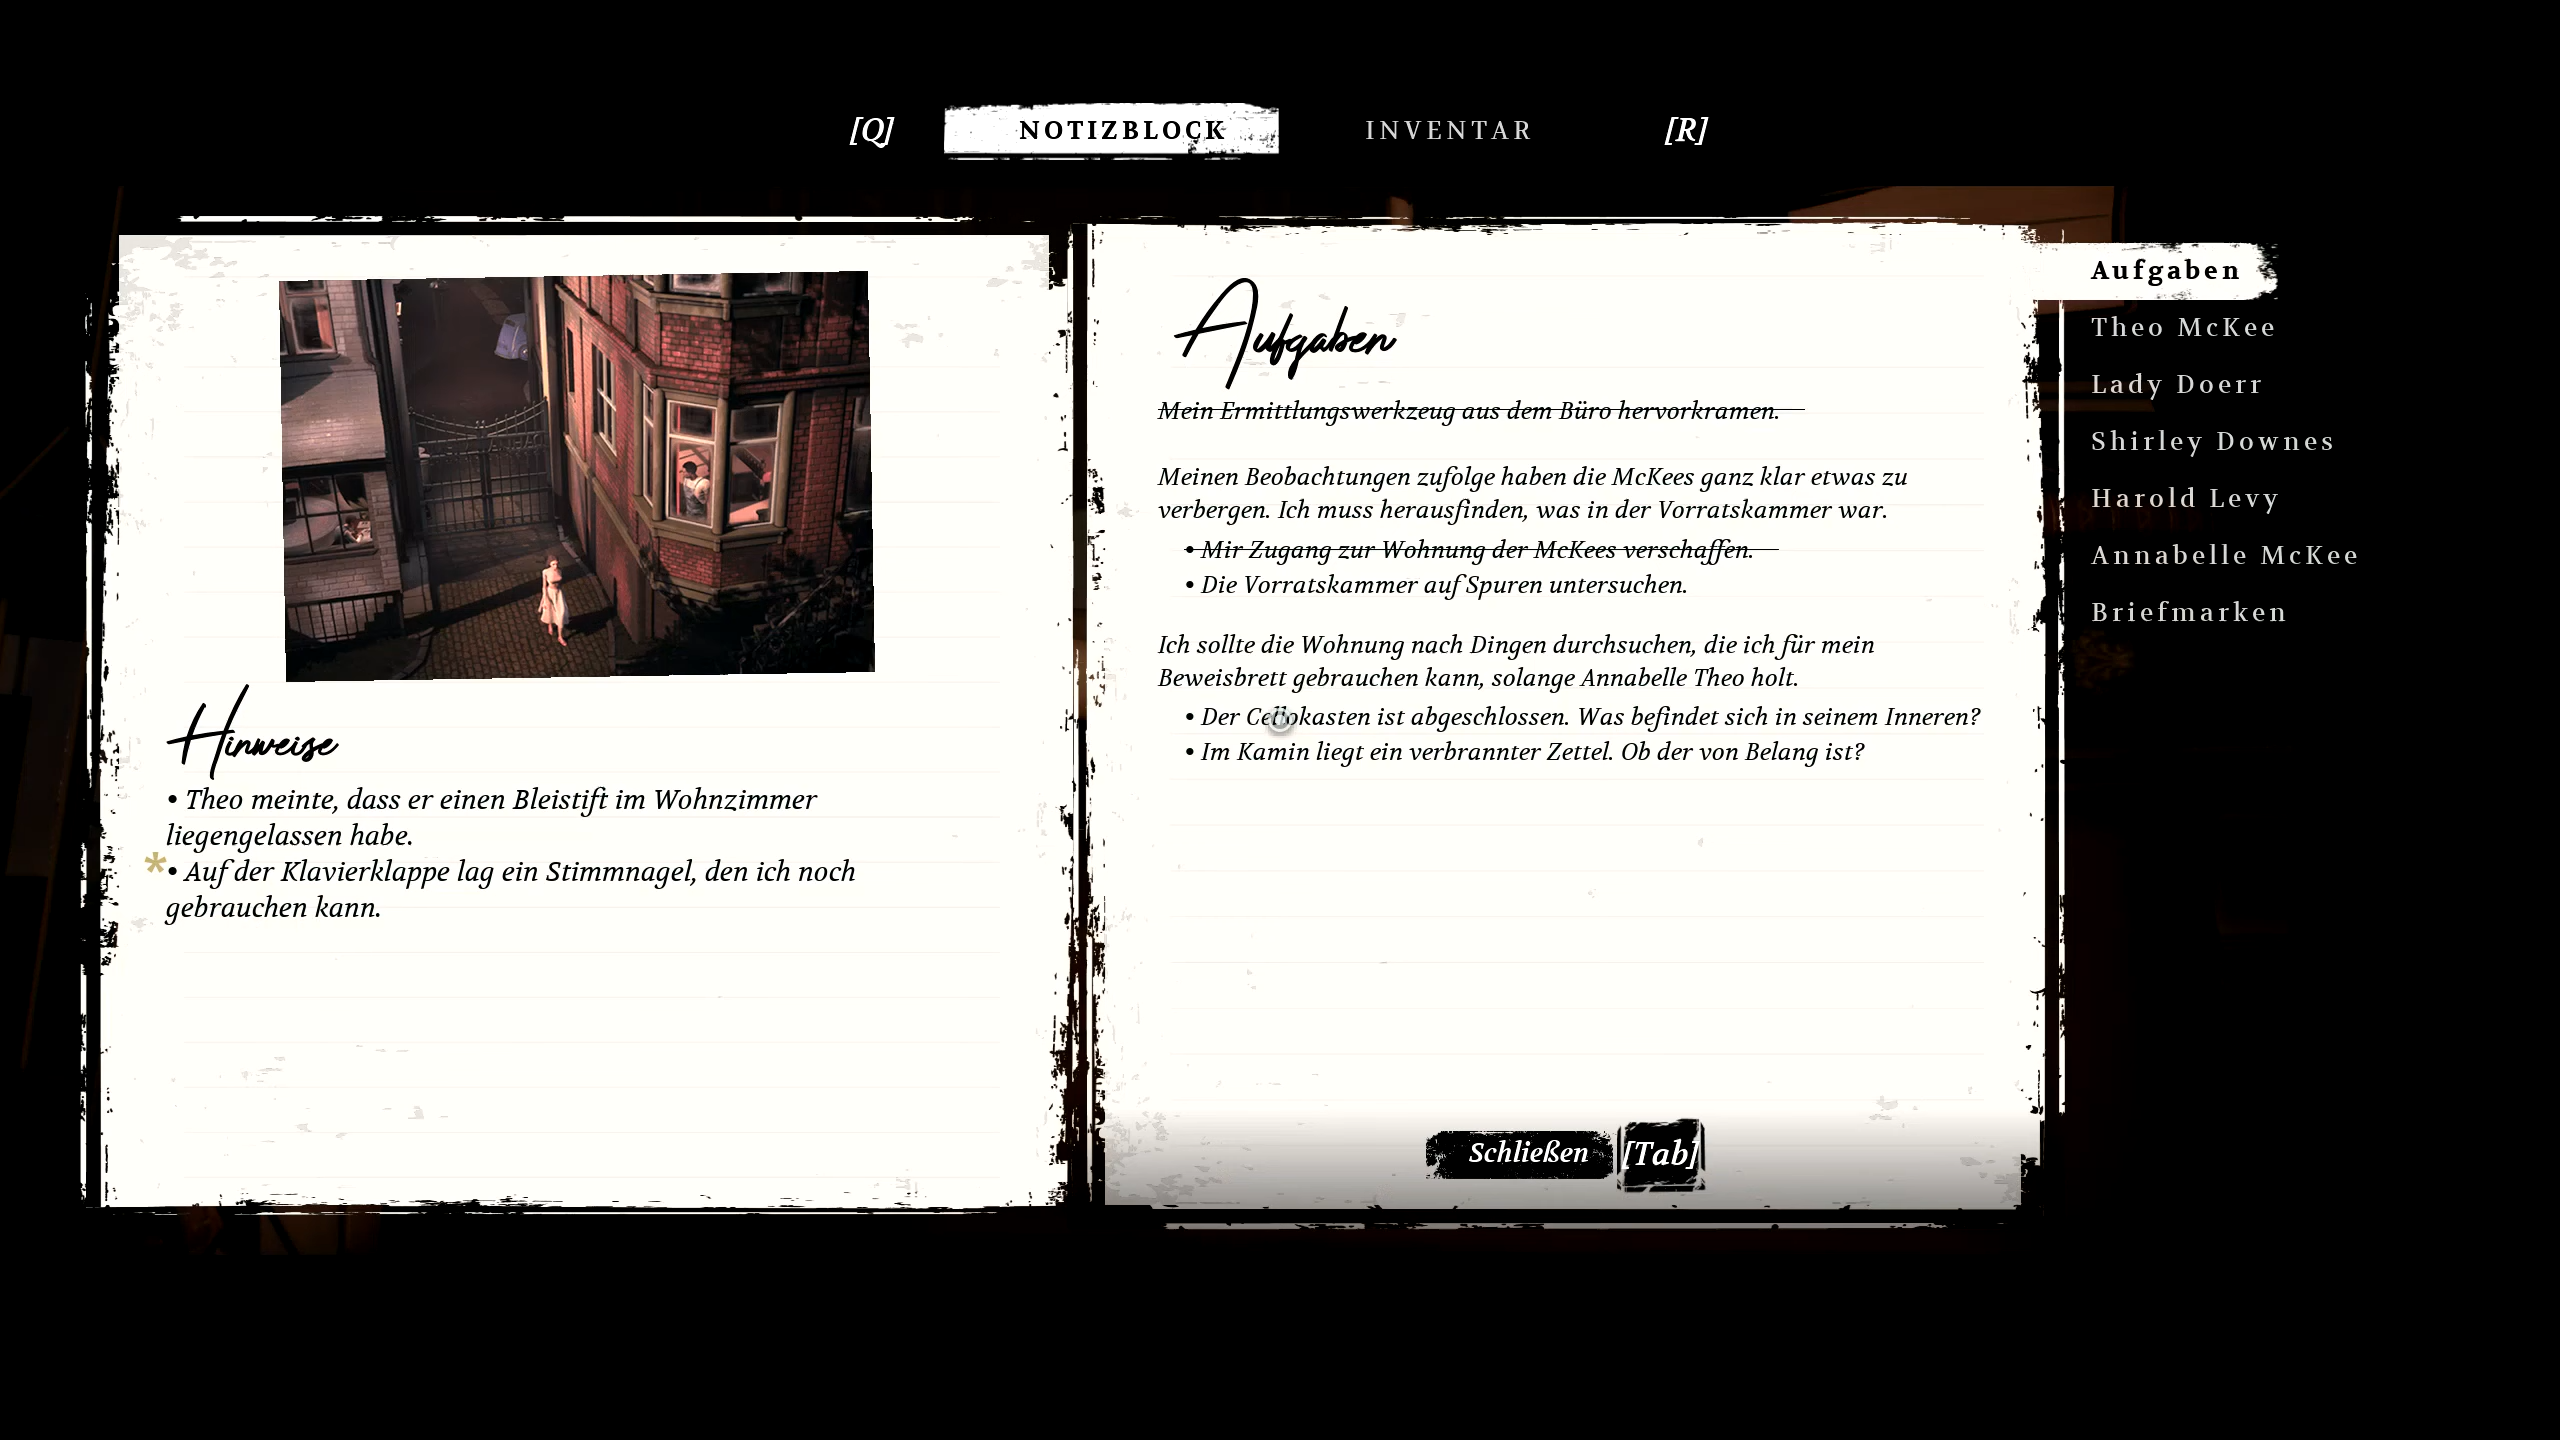 [Q]
NOTIZBLOCK
INVENTAR
[R]
Hinweise
• Theo meinte, dass er einen Bleistift im Wohnzimmer
liegengelassen habe.
* • Auf der Klavierklappe lag ein Stimmnagel, den ich noch
gebrauchen kann.
Aufgaben
Mein Ermittlungswerkzeug aus dem Büro hervorkramen.
Meinen Beobachtungen zufolge haben die McKees ganz klar etwas zu
verbergen. Ich muss herausfinden, was in der Vorratskammer war.
• Mir Zugang zur Wohnung der McKees verschaffen.
• Die Vorratskammer auf Spuren untersuchen.
Ich sollte die Wohnung nach Dingen durchsuchen, die ich für mein
Beweisbrett gebrauchen kann, solange Annabelle Theo holt.
• Der Cellokasten ist abgeschlossen. Was befindet sich in seinem Inneren?
• Im Kamin liegt ein verbrannter Zettel. Ob der von Belang ist?
Schließen [Tab]
Aufgaben
Theo McKee
Lady Doerr
Shirley Downes
Harold Levy
Annabelle McKee
Briefmarken